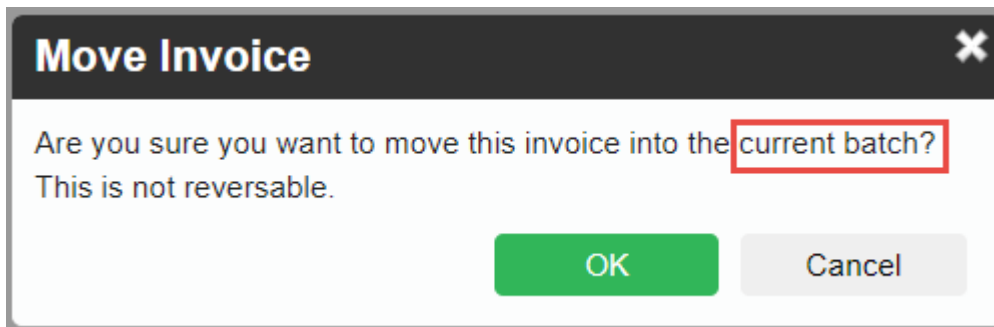 Move Invoice
Are you sure you want to move this invoice into the current batch?
This is not reversable.
OK
Cancel